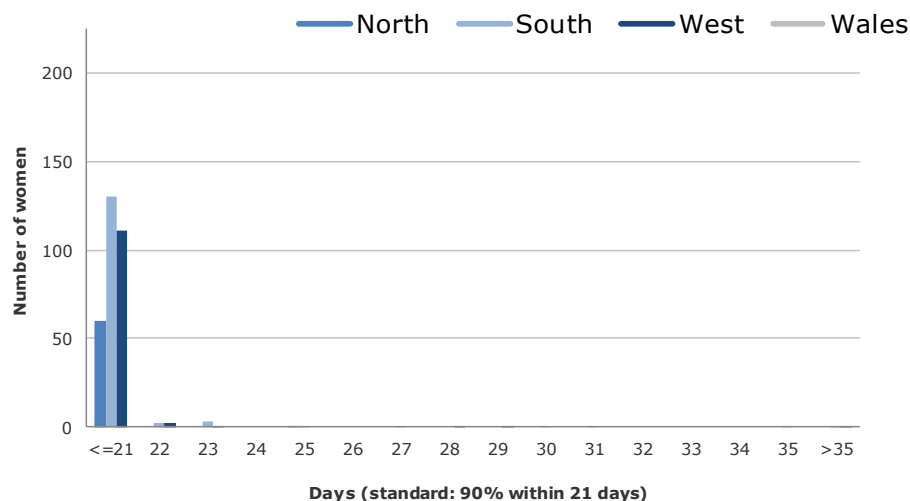 North South West Wales
200
150
100
50
0
Number of women
<=21 22 23 24 25 26 27 28 29 30 31 32 33 34 35 >35
Days (standard: 90% within 21 days)